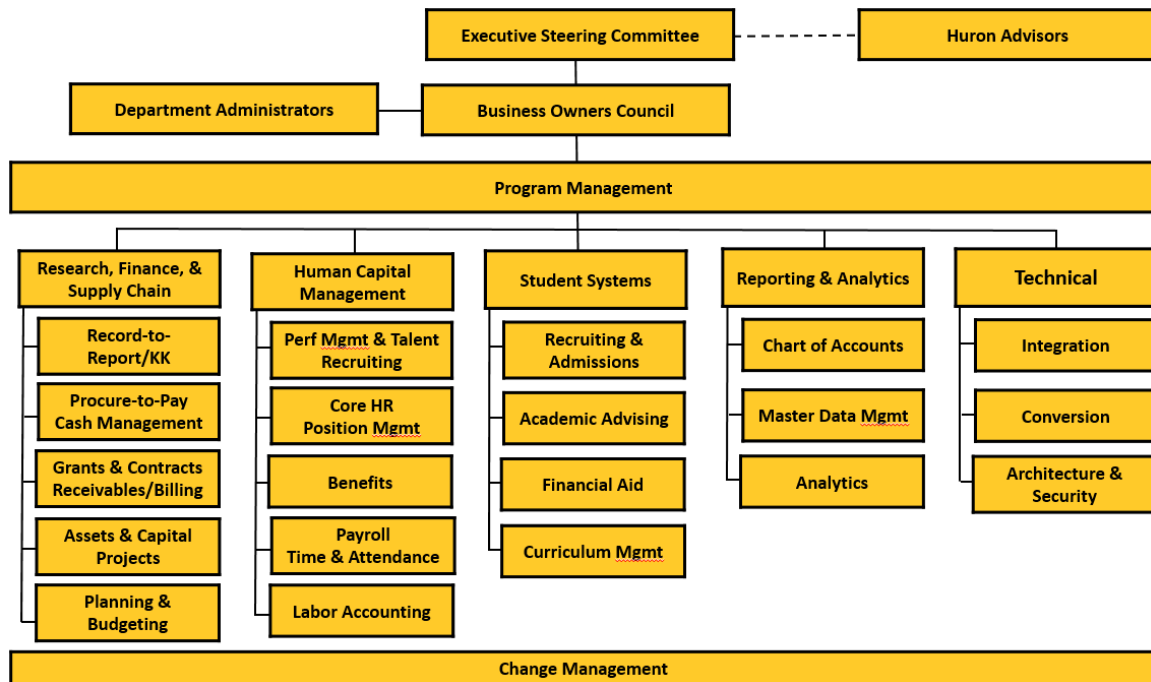 Executive Steering Committee
Huron Advisors
Department Administrators
Business Owners Council
Program Management
Research, Finance, &
Supply Chain
Record-to-
Report/KK
Procure-to-Pay
Cash Management
Grants & Contracts
Receivables/Billing
Assets & Capital
Projects
Planning &
Budgeting
Human Capital
Management
Perf Mgmt & Talent
Recruiting
Core HR
Position Mgmt
Benefits
Payroll
Time & Attendance
Labor Accounting
Student Systems
Recruiting &
Admissions
Academic Advising
Financial Aid
Curriculum Mgmt
Reporting & Analytics
Chart of Accounts
Master Data Mgmt
Analytics
Technical
Integration
Conversion
Architecture &
Security
Change Management